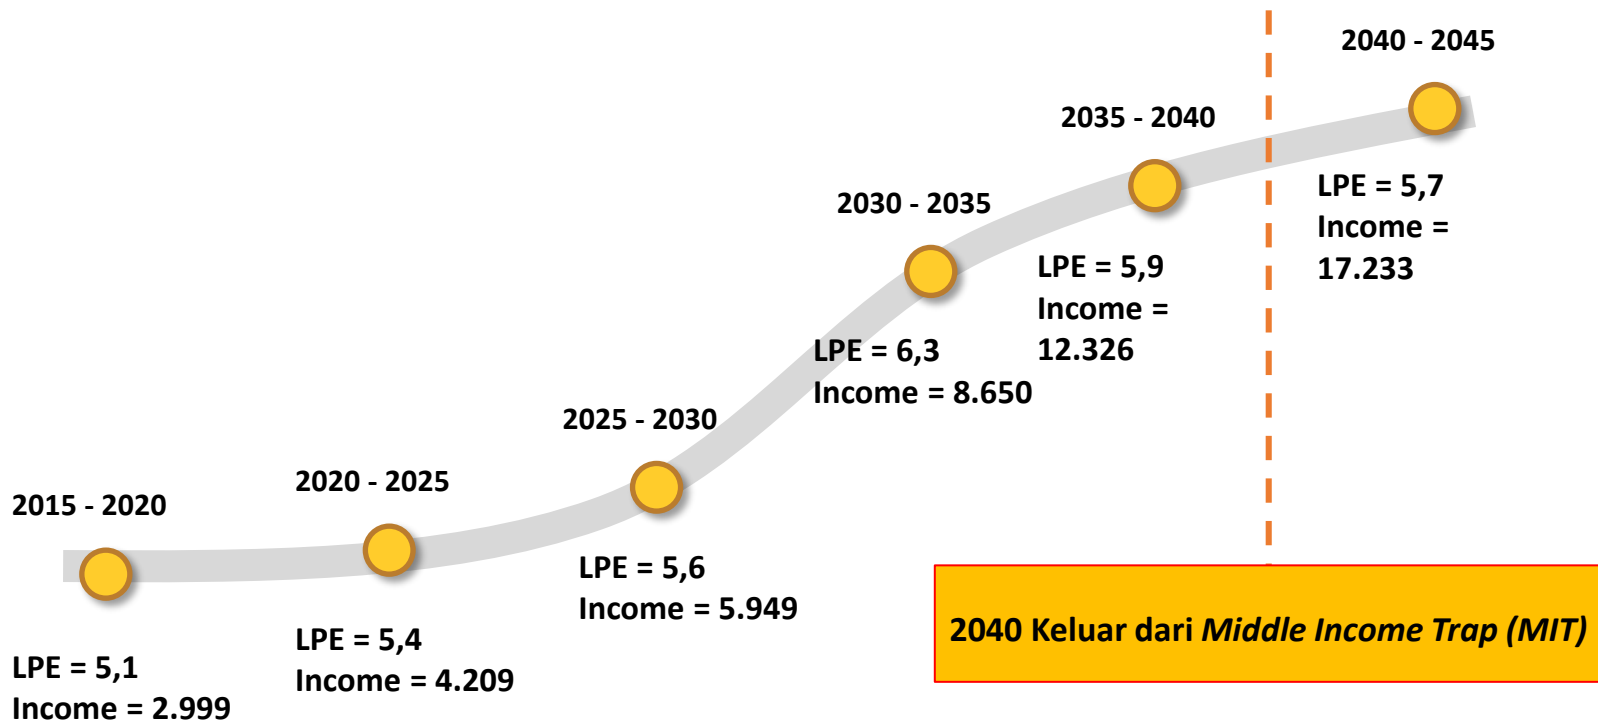 2015 - 2020
LPE = 5,1
Income = 2.999
2020 - 2025
LPE = 5,4
Income = 4.209
2025 - 2030
LPE = 5,6
Income = 5.949
2030 - 2035
LPE = 6,3
Income = 8.650
2035 - 2040
LPE = 5,9
Income =
12.326
2040 - 2045
LPE = 5,7
Income =
17.233
2040 Keluar dari Middle Income Trap (MIT)